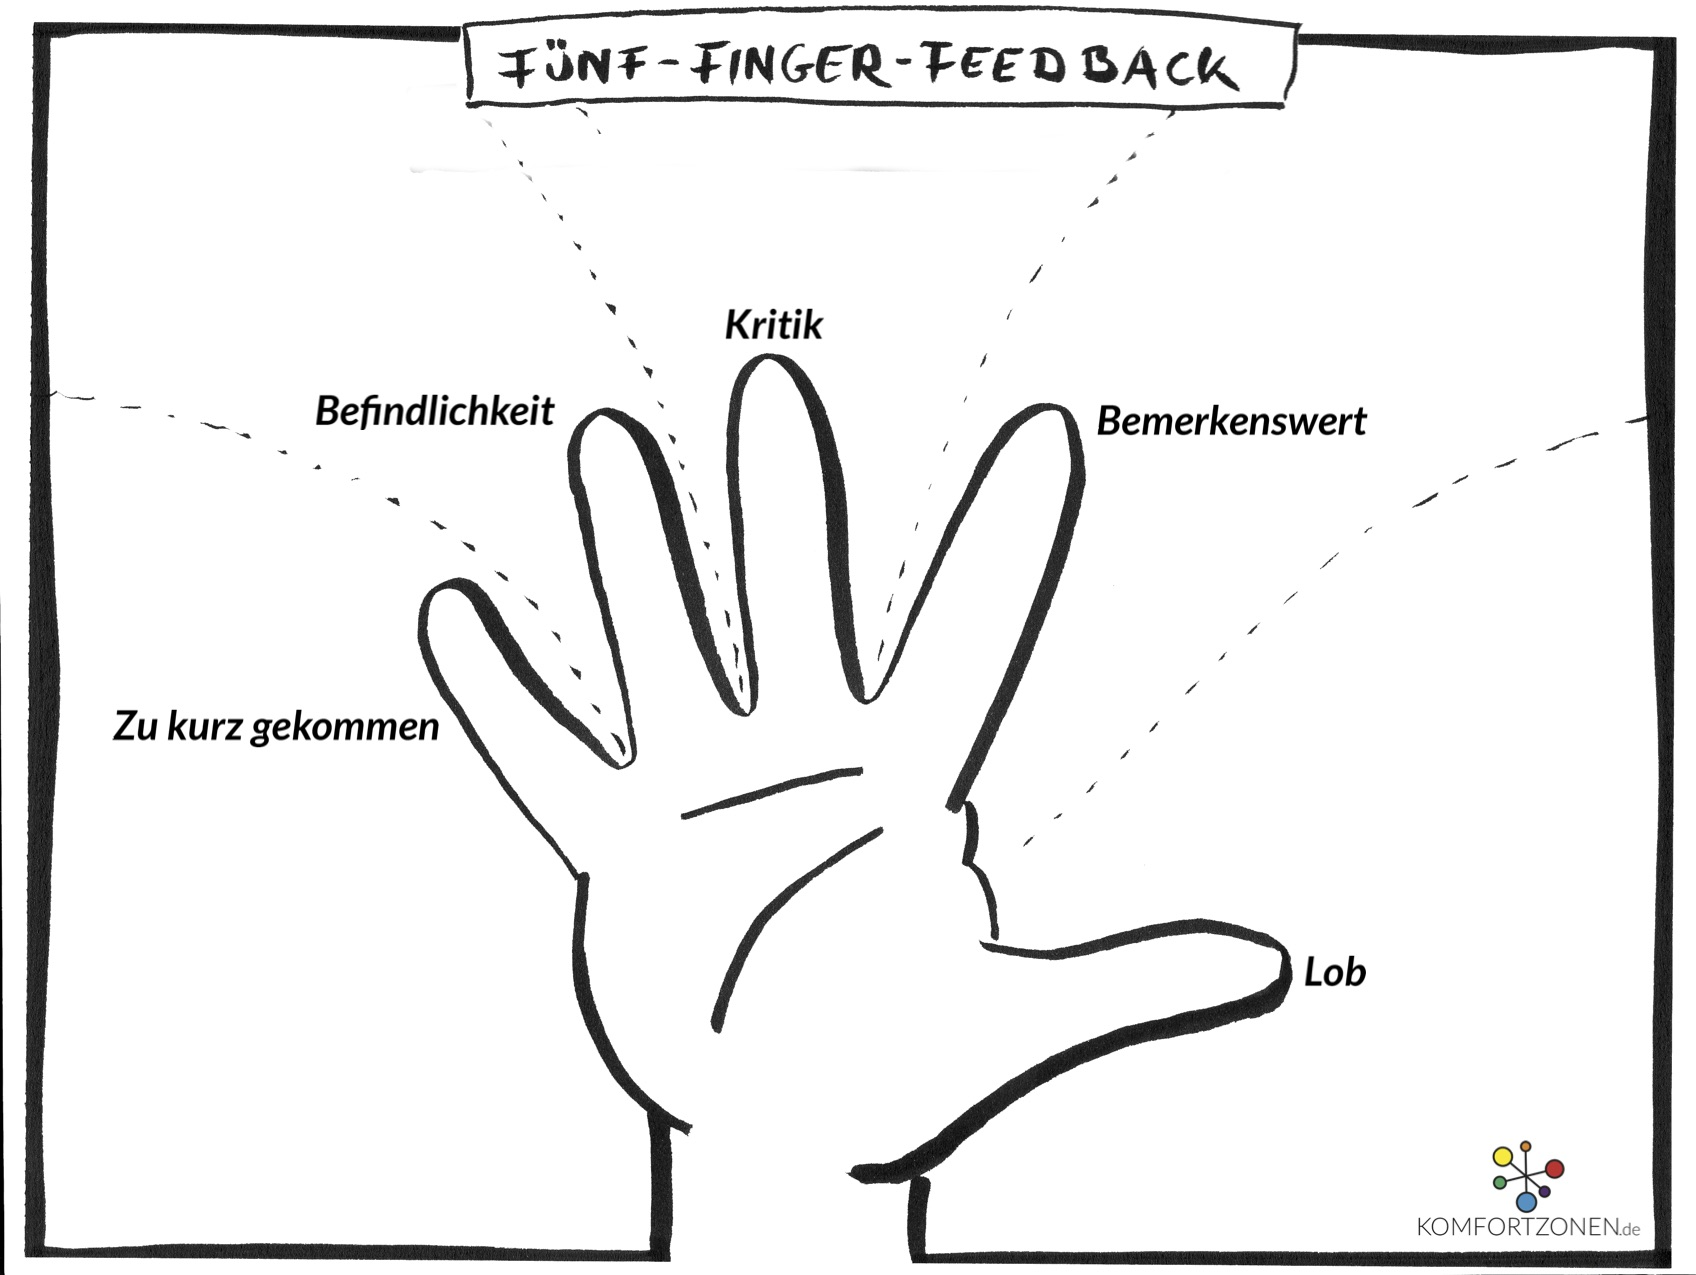 FÜNF-FINGER-FEEDBACK
Kritik
Befindlichkeit
Bemerkenswert
Zu kurz gekommen
Lob
KOMFORTZONEN.de